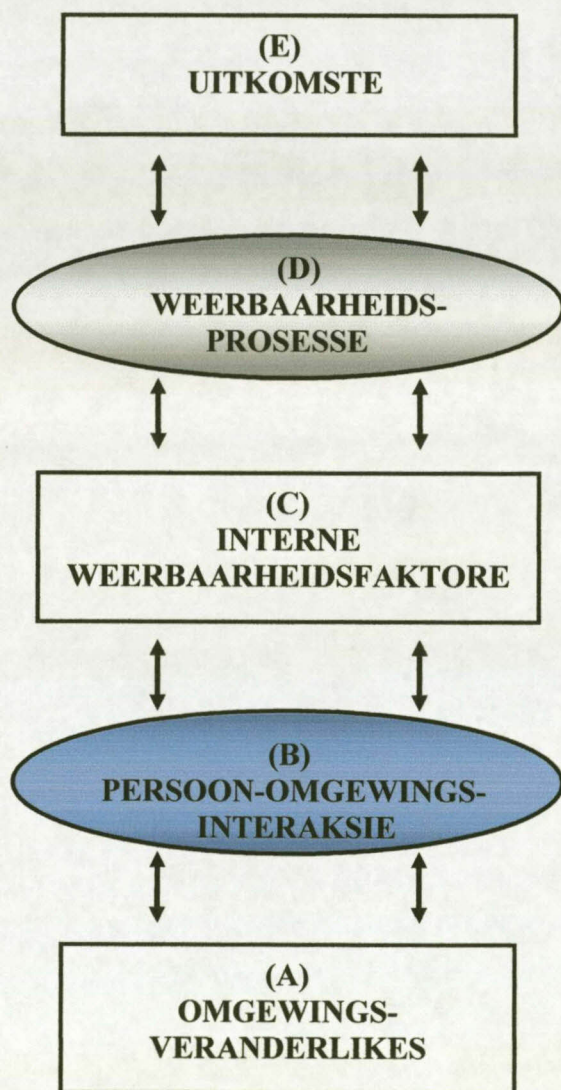 (E)
UITKOMSTE
(D)
WEERBAARHEIDS-
PROSESSE
(C)
INTERNE
WEERBAARHEIDSFAKTORE
(B)
PERSOON-OMGEWINGS-
INTERAKSIE
(A)
OMGEWINGS-
VERANDERLIKES